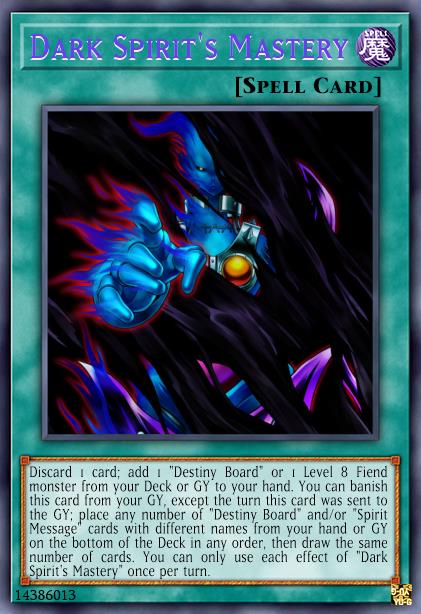 Dark Spirit's Mastery
SPELL
魔
[Spell Card]
Discard 1 card; add 1 "Destiny Board" or 1 Level 8 Fiend
monster from your Deck or GY to your hand. You can banish
this card from your GY, except the turn this card was sent to
the GY; place any number of "Destiny Board" and/or "Spirit
Message" cards with different names from your hand or GY
on the bottom of the Deck in any order, then draw the same
number of cards. You can only use each effect of "Dark
Spirit's Mastery" once per turn.
14386013